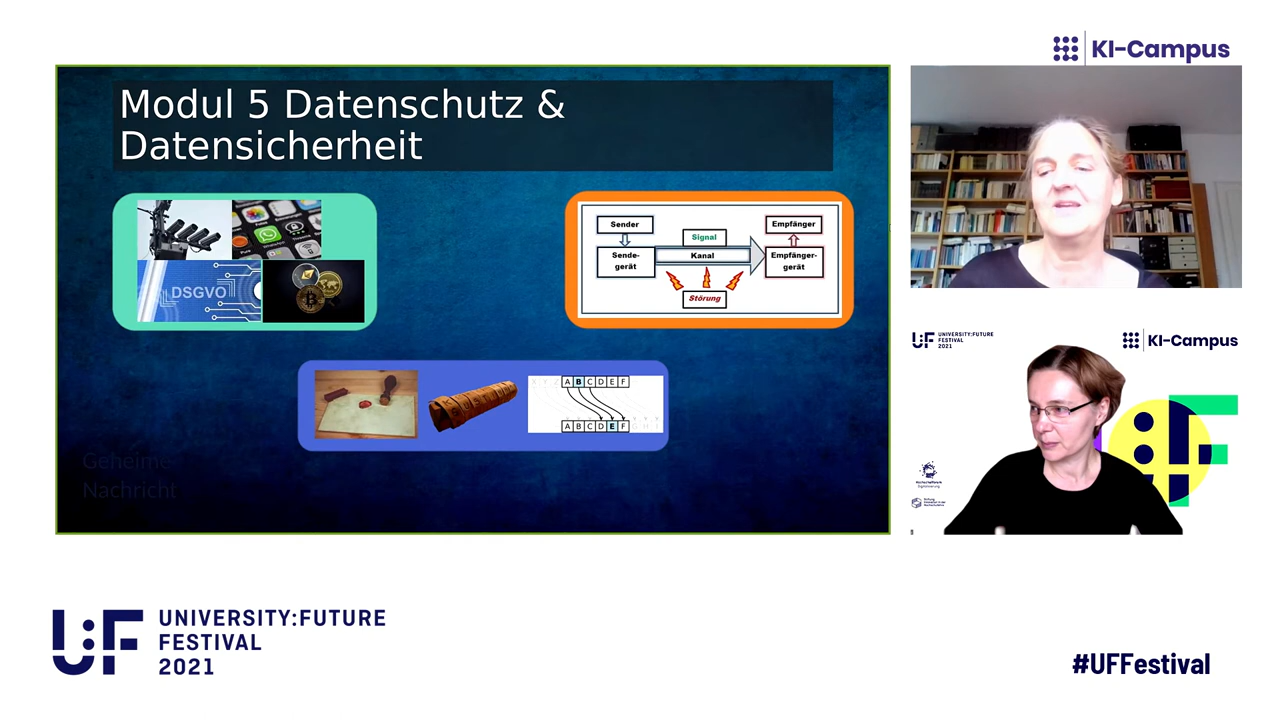 KI-Campus
Modul 5 Datenschutz &
Datensicherheit
WhatsApp
DSGVO
Sender
Empfänger
Signal
Sende-
gerät
Kanal
Empfänger-
gerät
Störung
X Y Z A B C D E F
A B C D E F G H I
Geheime
Nachricht
U:F UNIVERSITY:FUTURE
FESTIVAL
2021
KI-Campus
U:F
UNIVERSITY:FUTURE
FESTIVAL
2021
#UFFestival